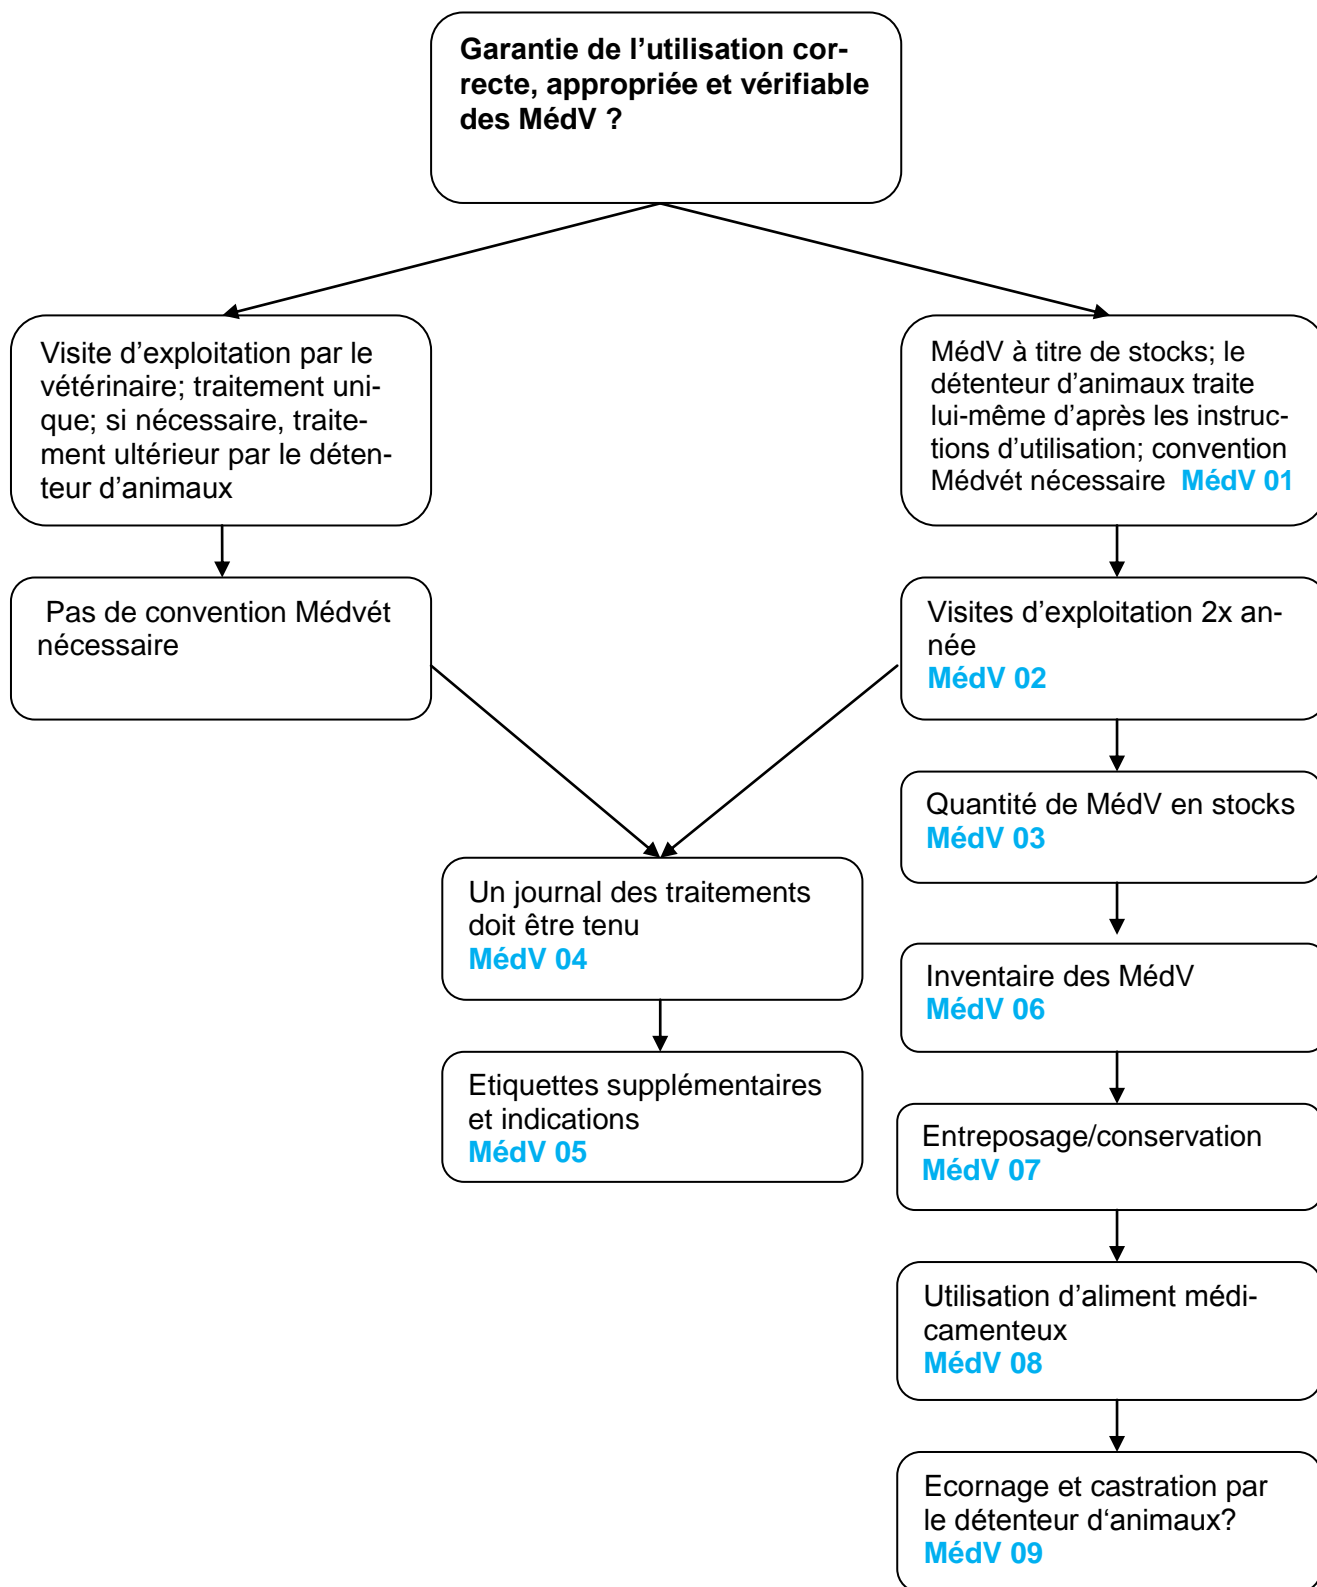 Garantie de l’utilisation cor-
recte, appropriée et vérifiable
des MédV ?
Visite d’exploitation par le
vétérinaire; traitement uni-
que; si nécessaire, traite-
ment ultérieur par le déten-
teur d’animaux
MédV à titre de stocks; le
détenteur d’animaux traite
lui-même d’après les instruc-
tions d’utilisation; convention
Médvét nécessaire MédV 01
Pas de convention Médvét
nécessaire
Visites d’exploitation 2x an-
née
MédV 02
Quantité de MédV en stocks
MédV 03
Un journal des traitements
doit être tenu
MédV 04
Inventaire des MédV
MédV 06
Etiquettes supplémentaires
et indications
MédV 05
Entreposage/conservation
MédV 07
Utilisation d’aliment médi-
camenteux
MédV 08
Ecornage et castration par
le détenteur d‘animaux?
MédV 09